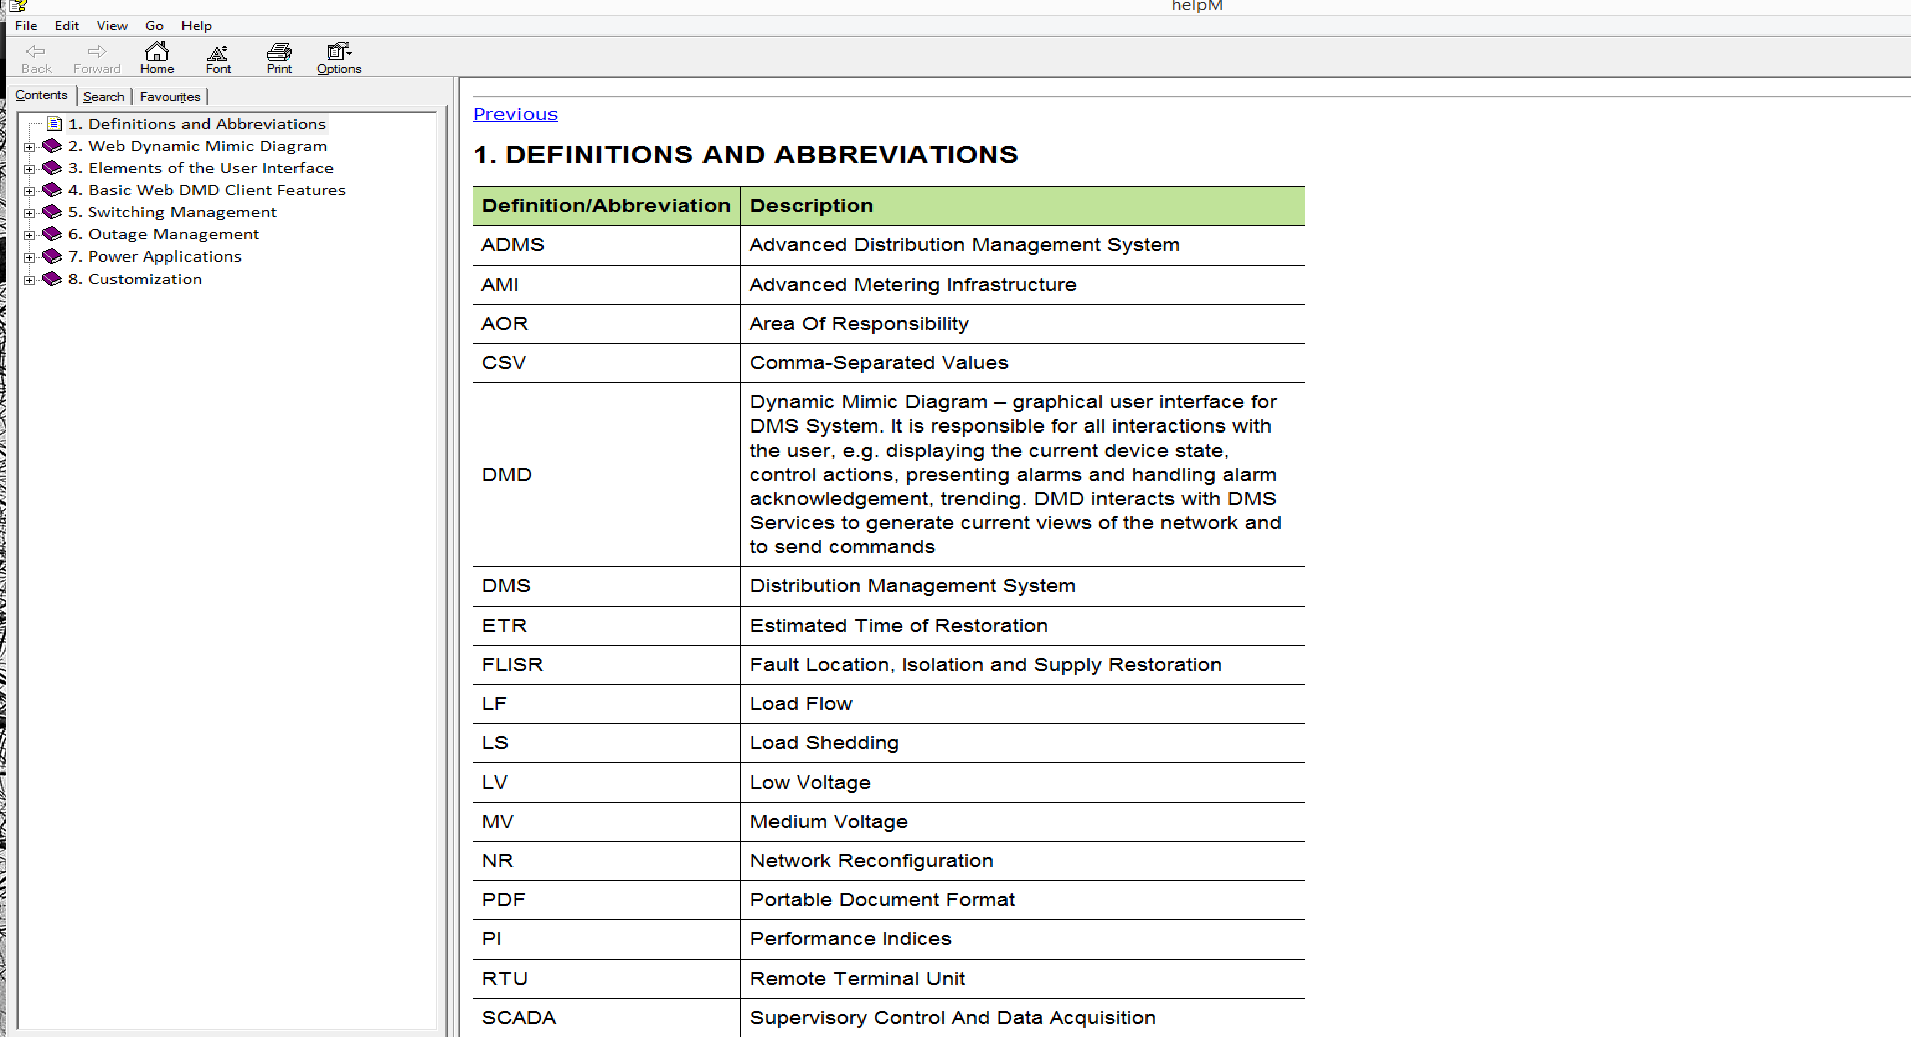 helpM
File Edit View Go Help
Back Forward Home Font Print Options
Contents Search Favourites
1. Definitions and Abbreviations
2. Web Dynamic Mimic Diagram
3. Elements of the User Interface
4. Basic Web DMD Client Features
5. Switching Management
6. Outage Management
7. Power Applications
8. Customization
Previous
1. DEFINITIONS AND ABBREVIATIONS
Definition/Abbreviation Description
ADMS Advanced Distribution Management System
AMI Advanced Metering Infrastructure
AOR Area Of Responsibility
CSV Comma-Separated Values
DMD Dynamic Mimic Diagram – graphical user interface for
DMS System. It is responsible for all interactions with
the user, e.g. displaying the current device state,
control actions, presenting alarms and handling alarm
acknowledgement, trending. DMD interacts with DMS
Services to generate current views of the network and
to send commands
DMS Distribution Management System
ETR Estimated Time of Restoration
FLISR Fault Location, Isolation and Supply Restoration
LF Load Flow
LS Load Shedding
LV Low Voltage
MV Medium Voltage
NR Network Reconfiguration
PDF Portable Document Format
PI Performance Indices
RTU Remote Terminal Unit
SCADA Supervisory Control And Data Acquisition